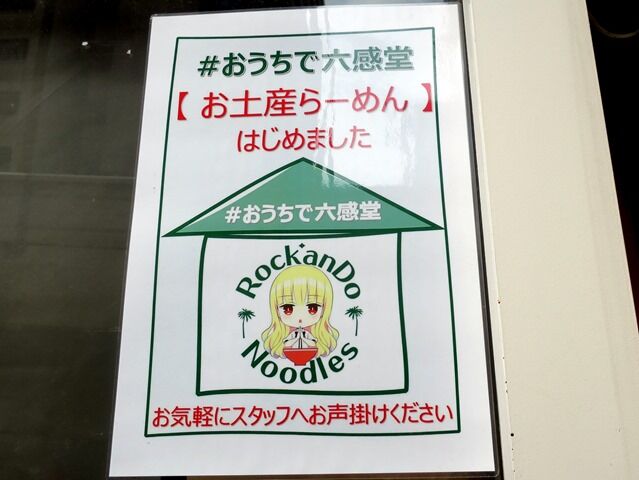 #おうちで六感堂
【お土産らーめん】
はじめました
#おうちで六感堂
Rock'anDo
Noodles
お気軽にスタッフへお声掛けください